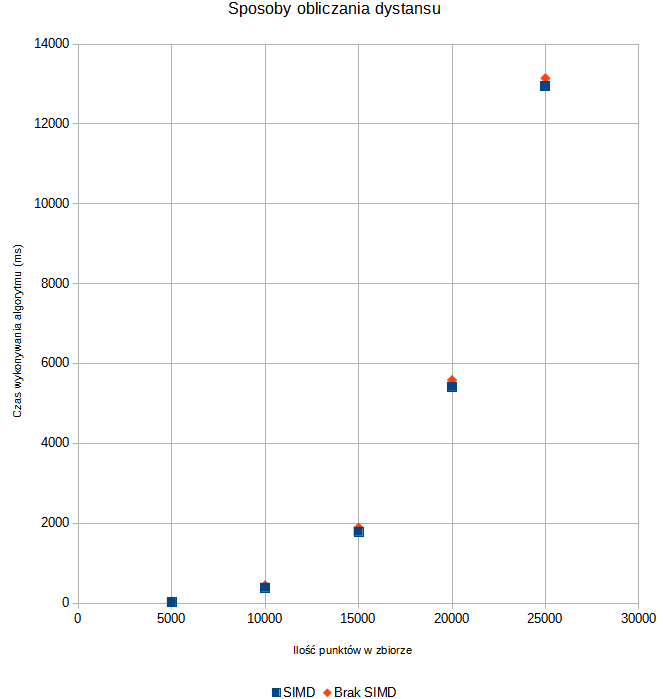 Sposoby obliczania dystansu
14000
12000
10000
8000
6000
4000
2000
0
0 5000 10000 15000 20000 25000 30000
Czas wykonywania algorytmu (ms)
Ilość punktów w zbiorze
SIMD Brak SIMD